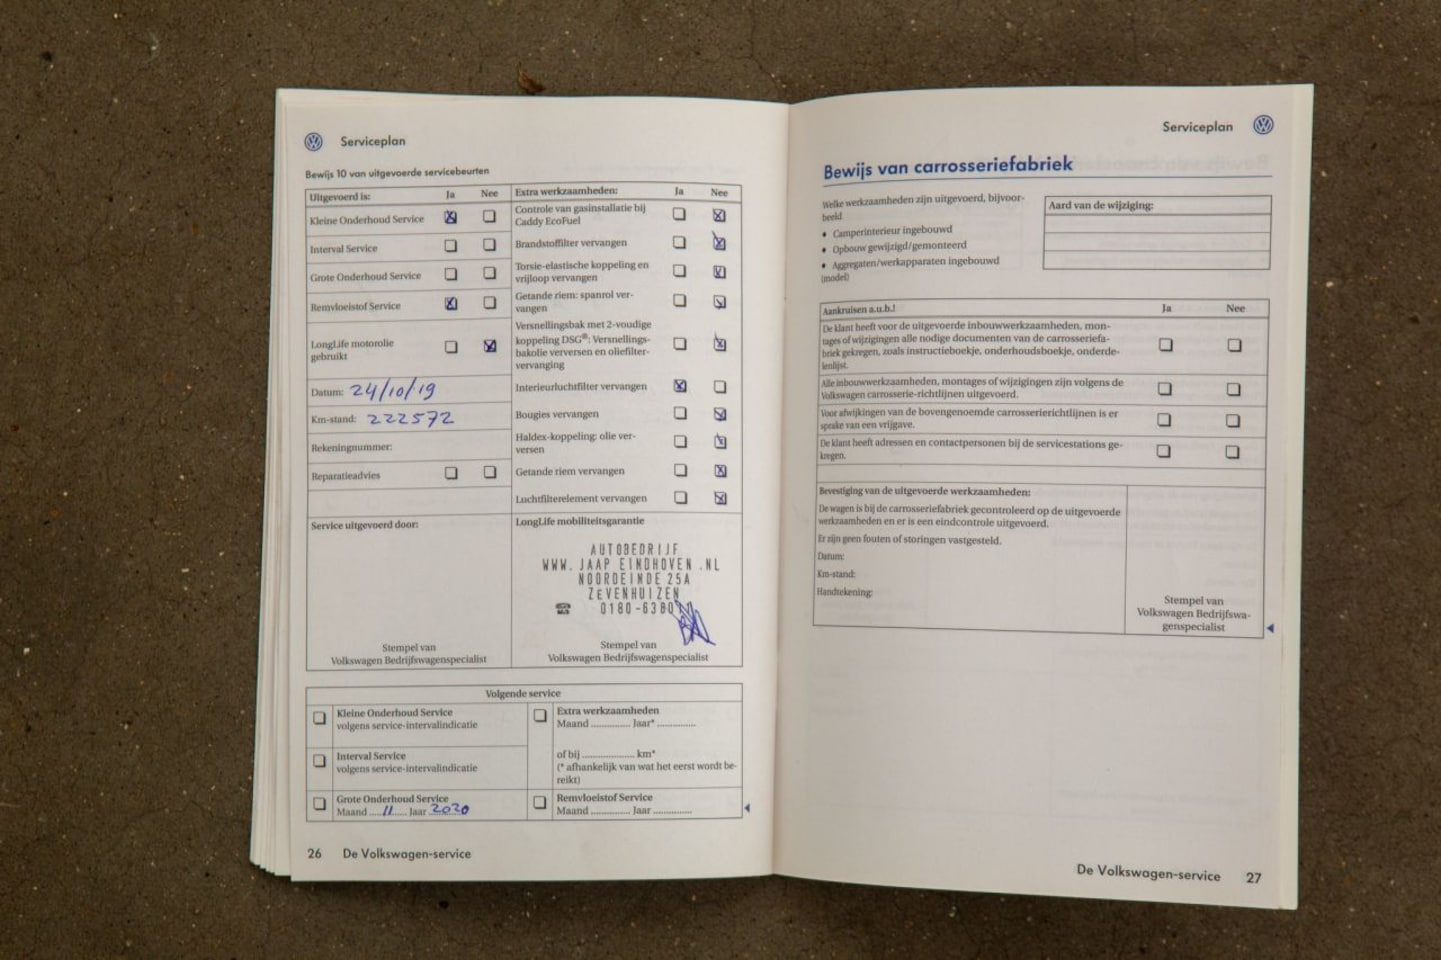 Serviceplan
Bewijs 10 van uitgevoerde servicebeurten
Uitgevoerd is: Ja Nee
Kleine Onderhoud Service
Interval Service
Grote Onderhoud Service
Remvloeistof Service
LongLife motorolie
gebruikt
Datum: 24/10/19
Km-stand: 222572
Rekeningnummer:
Reparatieadvies
Extra werkzaamheden: Ja Nee
Controle van gasinstallatie bij
Caddy EcoFuel
Brandstoffilter vervangen
Torsie-elastische koppeling en
vrijloop vervangen
Getande riem: spanrol ver-
vangen
Versnellingsbak met 2-voudige
koppeling DSG®: Versnellings-
bakolie verversen en oliefilter-
vervanging
Interieurluchtfilter vervangen
Bougies vervangen
Haldex-koppeling: olie ver-
versen
Getande riem vervangen
Luchtfilterelement vervangen
Service uitgevoerd door:
Stempel van
Volkswagen Bedrijfswagenspecialist
LongLife mobiliteitsgarantie
AUTOBEDRIJF
WWW. JAAP EINDHOVEN .NL
NOORDEINDE 25A
ZEVENHUIZEN
☎ 0180-6380
Stempel van
Volkswagen Bedrijfswagenspecialist
Volgende service
Kleine Onderhoud Service
volgens service-intervalindicatie
Interval Service
volgens service-intervalindicatie
Grote Onderhoud Service
Maand ....11.... Jaar 2020
Extra werkzaamheden
Maand ............. Jaar* .............
of bij .................. km*
(* afhankelijk van wat het eerst wordt be-
reikt)
Remvloeistof Service
Maand ............. Jaar .............
26 De Volkswagen-service
Serviceplan
Bewijs van carrosseriefabriek
Welke werkzaamheden zijn uitgevoerd, bijvoor-
beeld
• Camperinterieur ingebouwd
• Opbouw gewijzigd/gemonteerd
• Aggregaten/werkapparaten ingebouwd
(model)
Aard van de wijziging:
Aankruisen a.u.b.! Ja Nee
De klant heeft voor de uitgevoerde inbouwwerkzaamheden, mon-
tages of wijzigingen alle nodige documenten van de carrosseriefa-
briek gekregen, zoals instructieboekje, onderhoudsboekje, onderde-
lenlijst.
Alle inbouwwerkzaamheden, montages of wijzigingen zijn volgens de
Volkswagen carrosserie-richtlijnen uitgevoerd.
Voor afwijkingen van de bovengenoemde carrosserierichtlijnen is er
sprake van een vrijgave.
De klant heeft adressen en contactpersonen bij de servicestations ge-
kregen.
Bevestiging van de uitgevoerde werkzaamheden:
De wagen is bij de carrosseriefabriek gecontroleerd op de uitgevoerde
werkzaamheden en er is een eindcontrole uitgevoerd.
Er zijn geen fouten of storingen vastgesteld.
Datum:
Km-stand:
Handtekening:
Stempel van
Volkswagen Bedrijfswa-
genspecialist
De Volkswagen-service 27